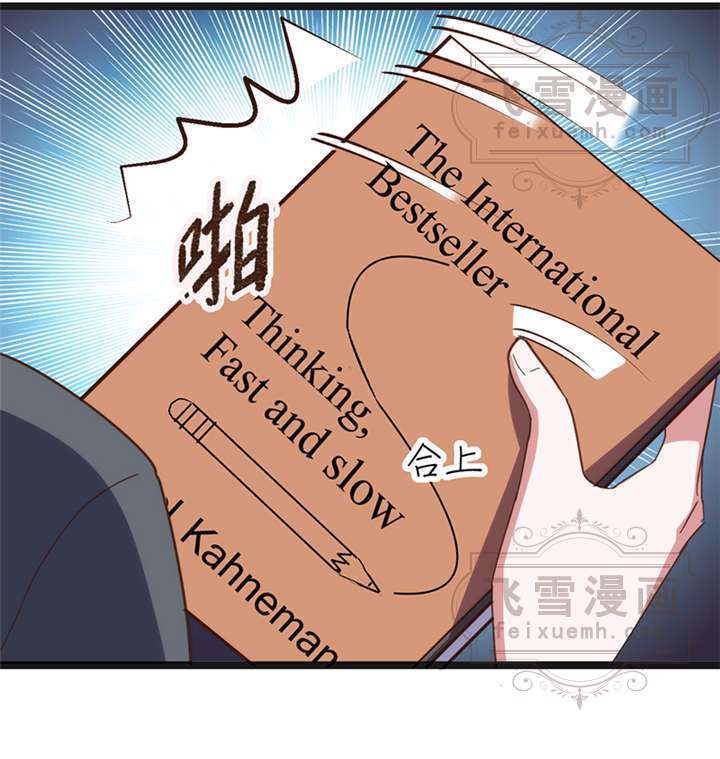 飞雪漫画
feixuemh.com
The International
Bestseller
啪
Thinking,
Fast and slow
合上
Kahneman
飞雪漫画
feixuemh.com